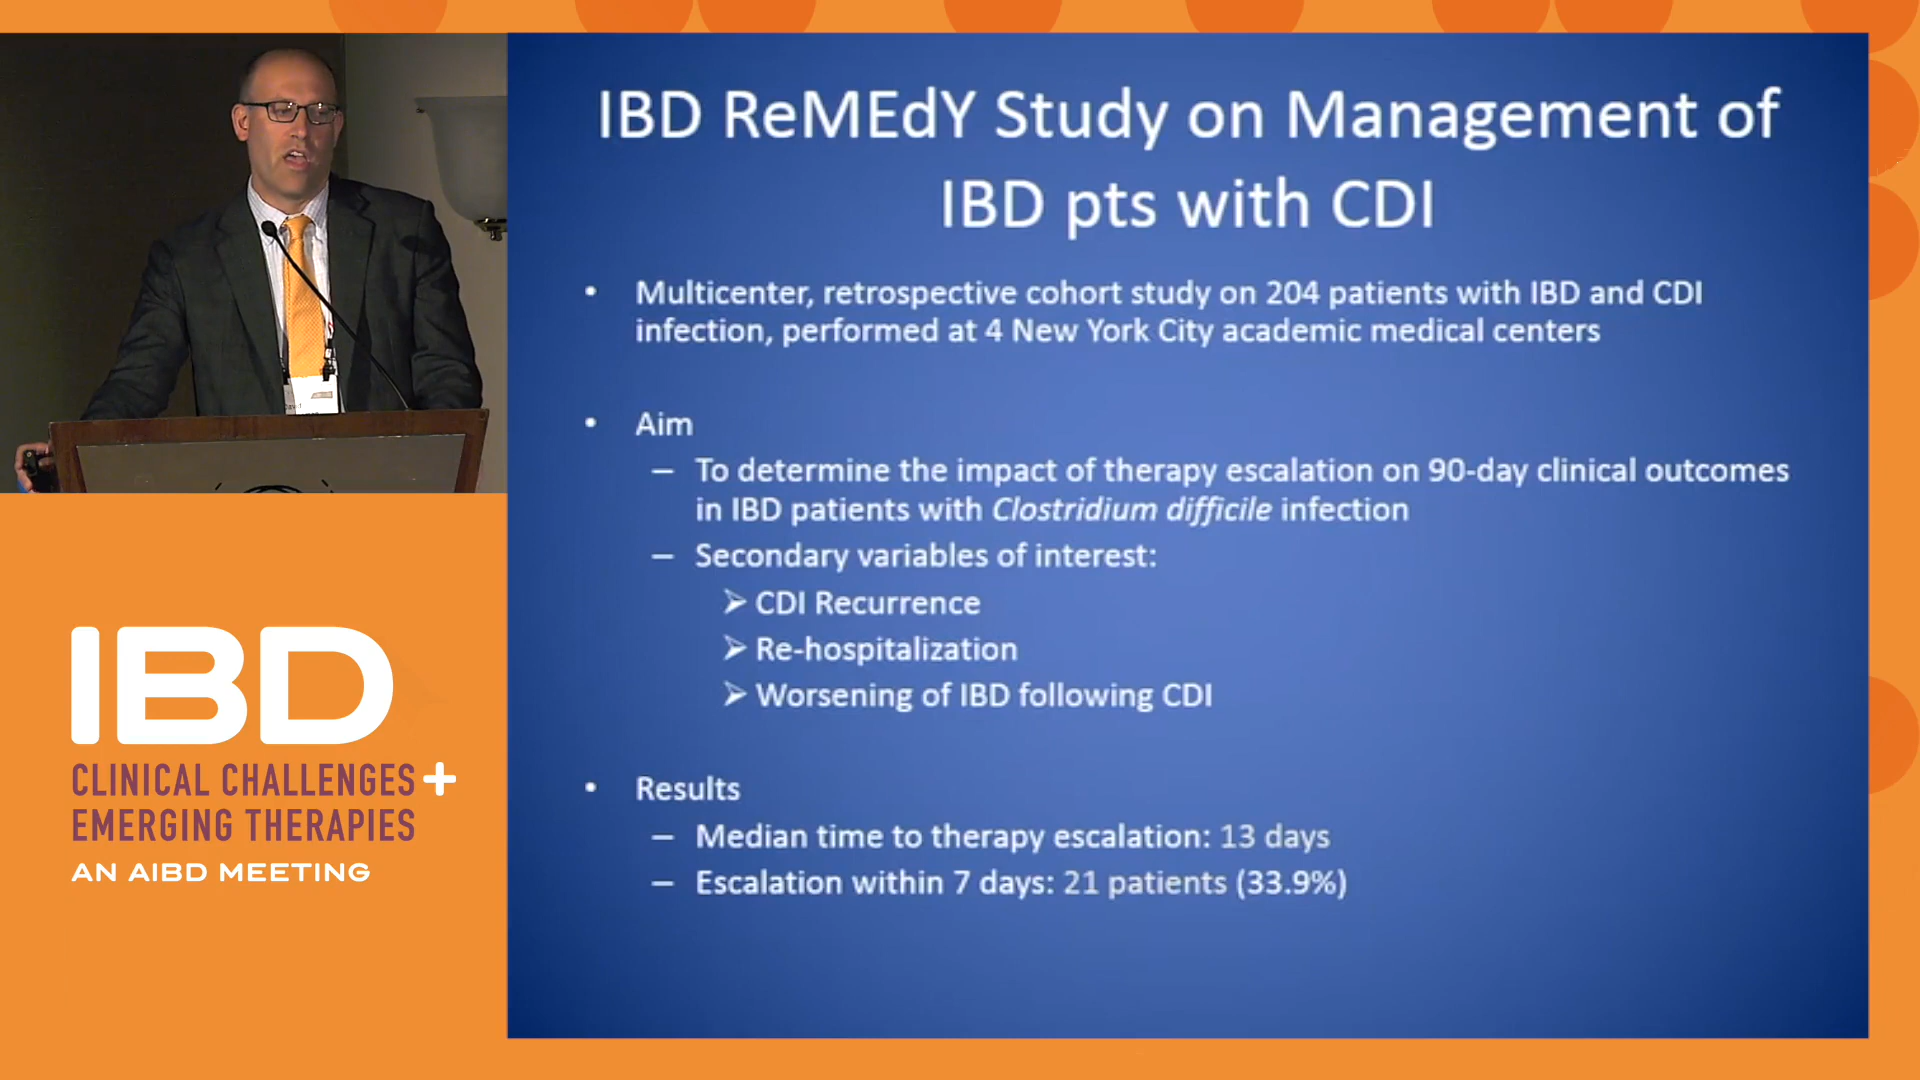 IBD ReMEdY Study on Management of
IBD pts with CDI
• Multicenter, retrospective cohort study on 204 patients with IBD and CDI
infection, performed at 4 New York City academic medical centers
• Aim
– To determine the impact of therapy escalation on 90-day clinical outcomes
in IBD patients with Clostridium difficile infection
– Secondary variables of interest:
➢ CDI Recurrence
➢ Re-hospitalization
➢ Worsening of IBD following CDI
• Results
– Median time to therapy escalation: 13 days
– Escalation within 7 days: 21 patients (33.9%)
IBD
CLINICAL CHALLENGES +
EMERGING THERAPIES
AN AIBD MEETING